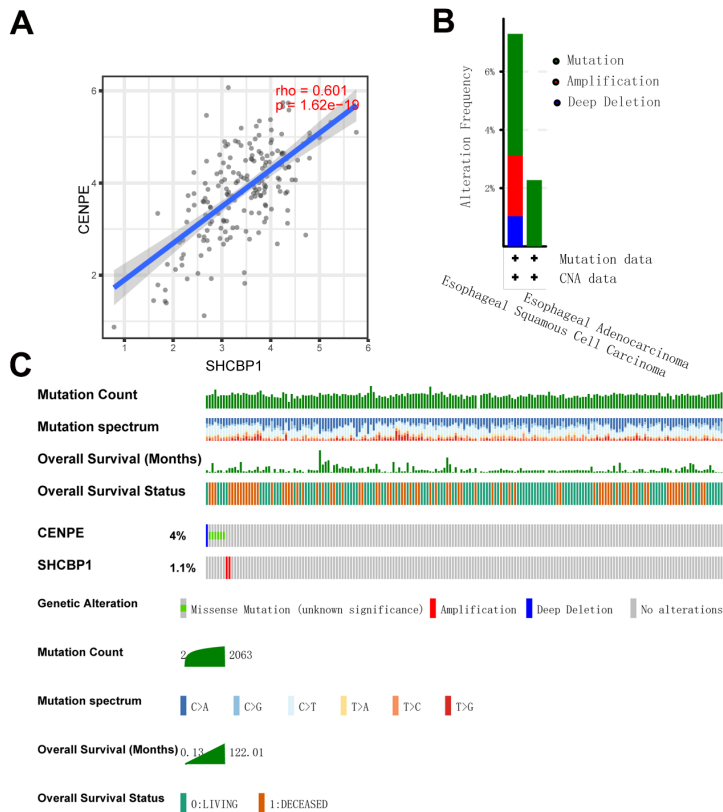 A
rho = 0.601
p = 1.62e−19
6
4
2
CENPE
1 2 3 4 5 6
SHCBP1
B
Alteration Frequency
6%
4%
2%
Mutation
Amplification
Deep Deletion
+ + Mutation data
+ + CNA data
Esophageal Adenocarcinoma
Esophageal Squamous Cell Carcinoma
C
Mutation Count
Mutation spectrum
Overall Survival (Months)
Overall Survival Status
CENPE 4%
SHCBP1 1.1%
Genetic Alteration Missense Mutation (unknown significance) Amplification Deep Deletion No alterations
Mutation Count 2 2063
Mutation spectrum C>A C>G C>T T>A T>C T>G
Overall Survival (Months) 0.13 122.01
Overall Survival Status 0:LIVING 1:DECEASED